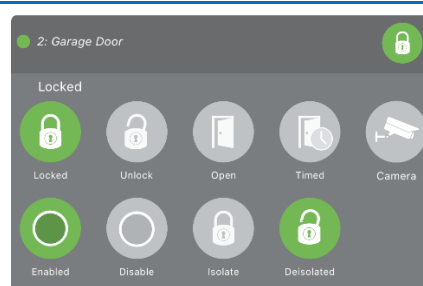 2: Garage Door
Locked
Locked Unlock Open Timed Camera
Enabled Disable Isolate Deisolated